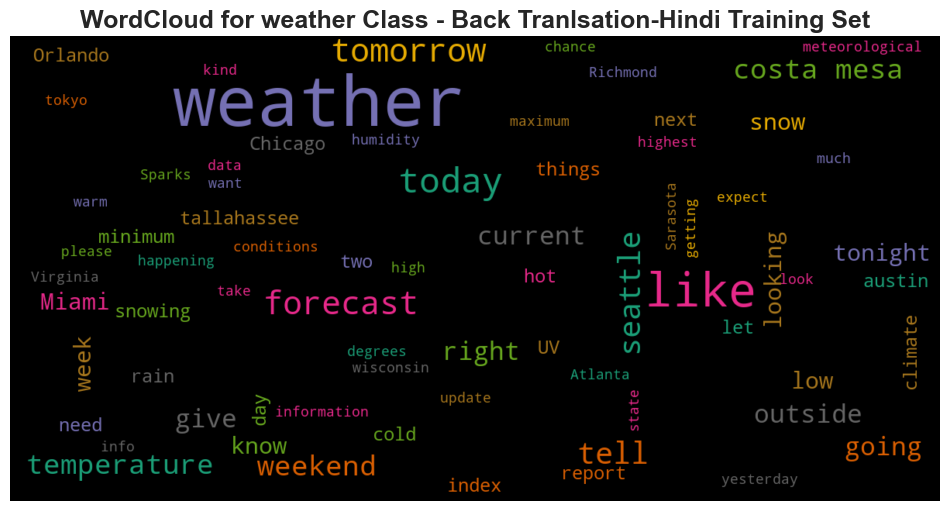 WordCloud for weather Class - Back Tranlsation-Hindi Training Set
Orlando
tomorrow
chance
meteorological
kind
Richmond
costa mesa
tokyo
weather
maximum
next
snow
Chicago
humidity
highest
Sparks
data
want
today
things
much
warm
tallahassee
Sarasota
getting
expect
minimum
conditions
current
please
happening
two
high
seattle
looking
tonight
Virginia
take
hot
like
look
austin
Miami
snowing
forecast
let
climate
week
degrees
right
UV
rain
wisconsin
Atlanta
low
need
give
day
information
update
state
outside
info
know
cold
going
temperature
weekend
tell
report
index
yesterday